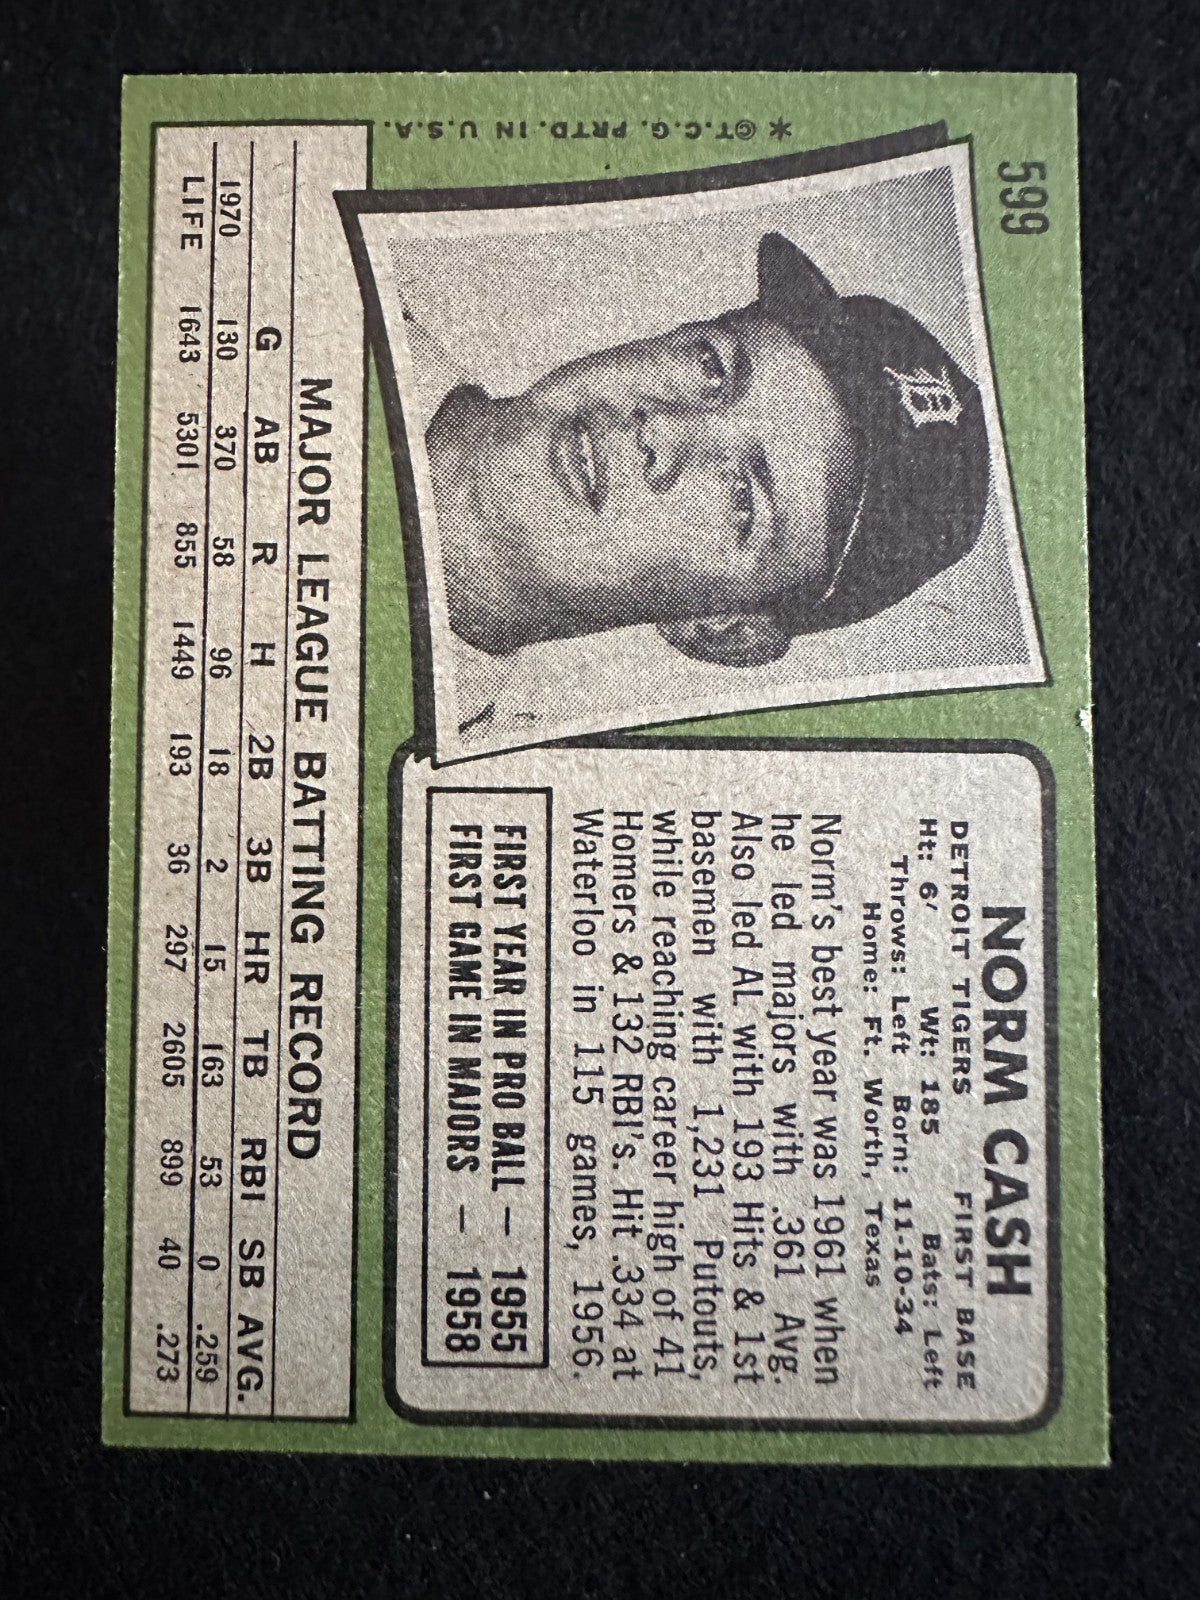 599
* ©T.C.G. PRTD. IN U.S.A.
NORM CASH
DETROIT TIGERS FIRST BASE
Ht: 6' Wt: 185 Bats: Left
Throws: Left Born: 11-10-34
Home: Ft. Worth, Texas
Norm's best year was 1961 when
he led majors with .361 Avg.
Also led AL with 193 Hits & 1st
basemen with 1,231 Putouts,
while reaching career high of 41
Homers & 132 RBI's. Hit .334 at
Waterloo in 115 games, 1956.
FIRST YEAR IN PRO BALL — 1955
FIRST GAME IN MAJORS — 1958
MAJOR LEAGUE BATTING RECORD
G AB R H 2B 3B HR TB RBI SB AVG.
1970 130 370 58 96 18 2 15 163 53 0 .259
LIFE 1643 5301 855 1449 193 36 297 2605 899 40 .273
D